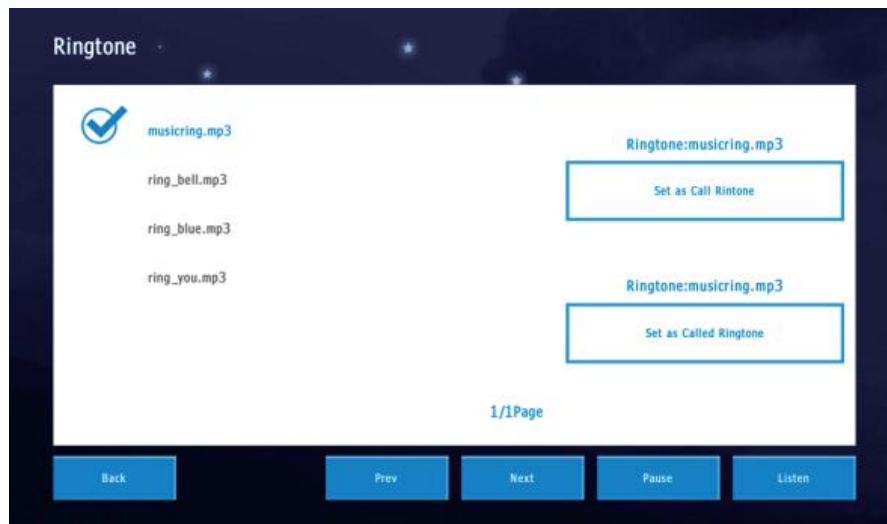 Ringtone
musicring.mp3
ring_bell.mp3
ring_blue.mp3
ring_you.mp3
Ringtone:musicring.mp3
Set as Call Rintone
Ringtone:musicring.mp3
Set as Called Ringtone
1/1Page
Back
Prev
Next
Pause
Listen